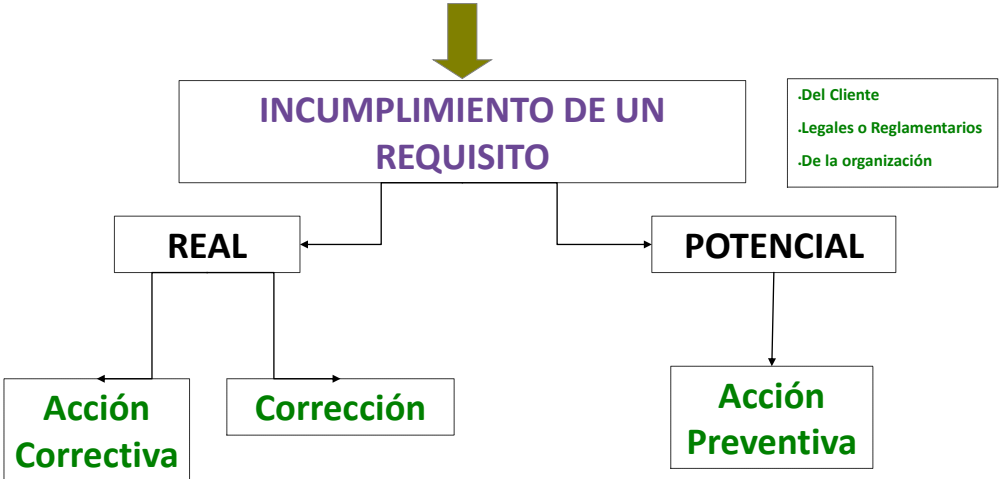 INCUMPLIMIENTO DE UN
REQUISITO
.Del Cliente
.Legales o Reglamentarios
.De la organización
REAL
POTENCIAL
Acción
Correctiva
Corrección
Acción
Preventiva